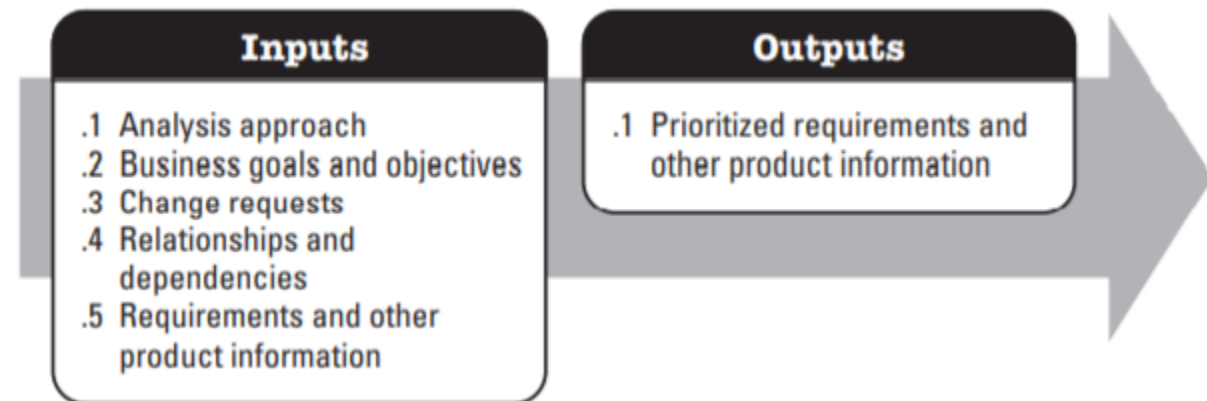 Inputs
.1 Analysis approach
.2 Business goals and objectives
.3 Change requests
.4 Relationships and
dependencies
.5 Requirements and other
product information
Outputs
.1 Prioritized requirements and
other product information